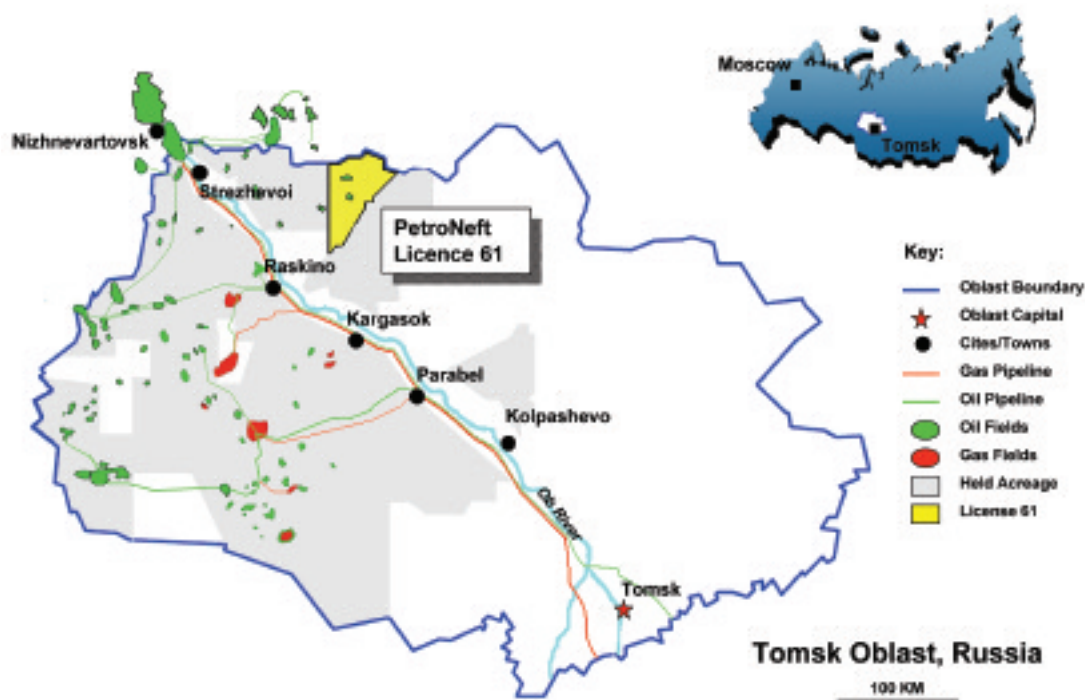 Moscow
Tomsk
Nizhnevartovsk
Strezhevoi
PetroNeft
Licence 61
Raskino
Kargasok
Parabel
Kolpashevo
Ob River
Tomsk
Key:
Oblast Boundary
Oblast Capital
Cites/Towns
Gas Pipeline
Oil Pipeline
Oil Fields
Gas Fields
Held Acreage
License 61
Tomsk Oblast, Russia
100 KM